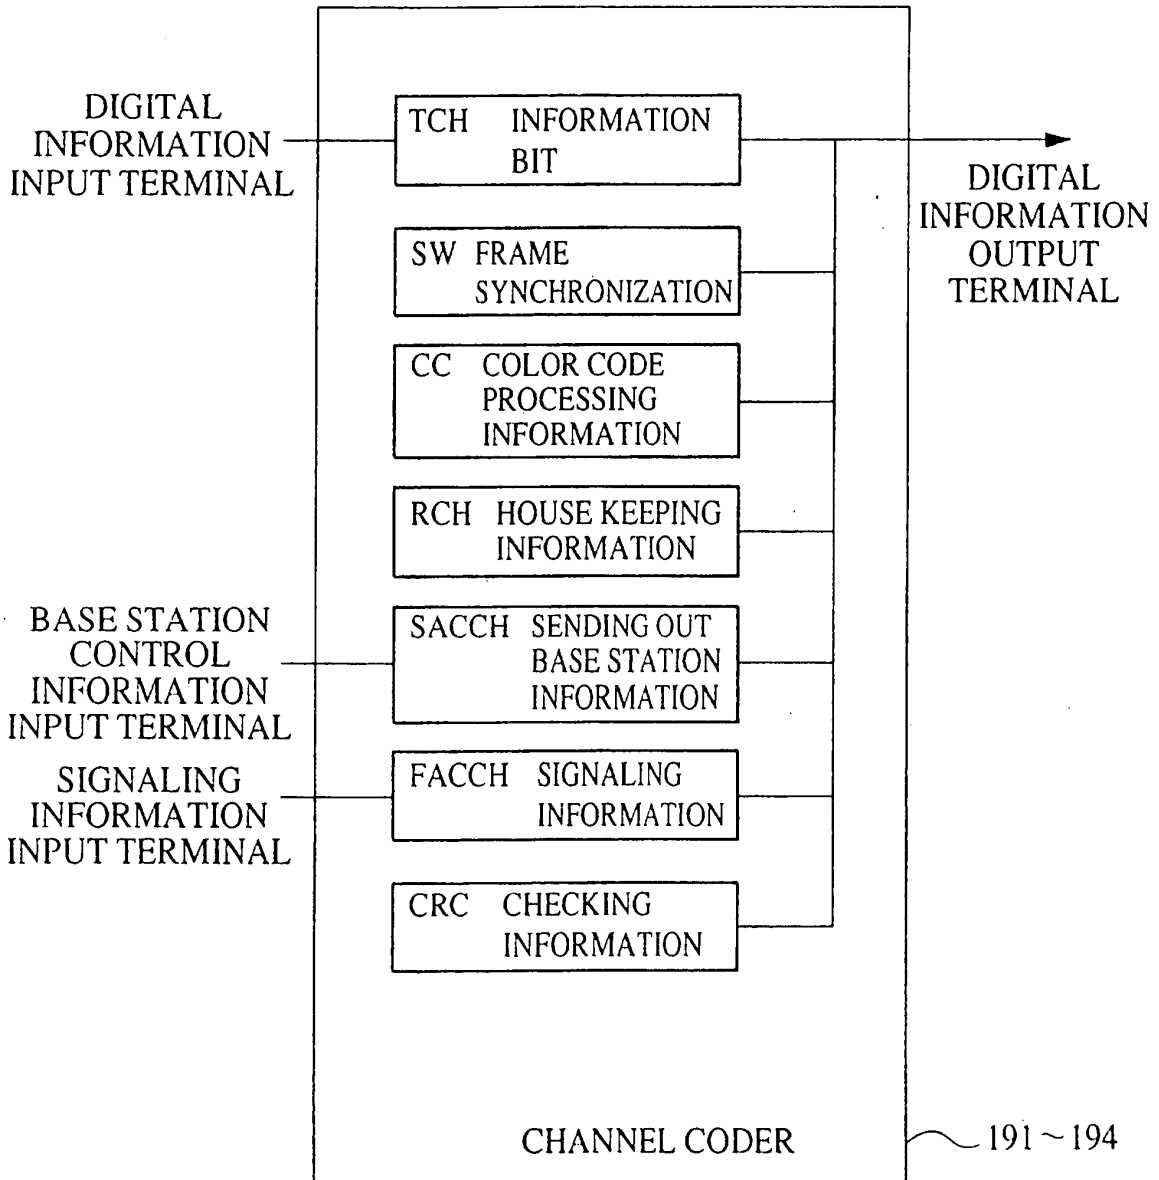 DIGITAL
INFORMATION
INPUT TERMINAL
TCH INFORMATION
BIT
DIGITAL
INFORMATION
OUTPUT
TERMINAL
SW FRAME
SYNCHRONIZATION
CC COLOR CODE
PROCESSING
INFORMATION
RCH HOUSE KEEPING
INFORMATION
BASE STATION
CONTROL
INFORMATION
INPUT TERMINAL
SACCH SENDING OUT
BASE STATION
INFORMATION
SIGNALING
INFORMATION
INPUT TERMINAL
FACCH SIGNALING
INFORMATION
CRC CHECKING
INFORMATION
CHANNEL CODER
191~194